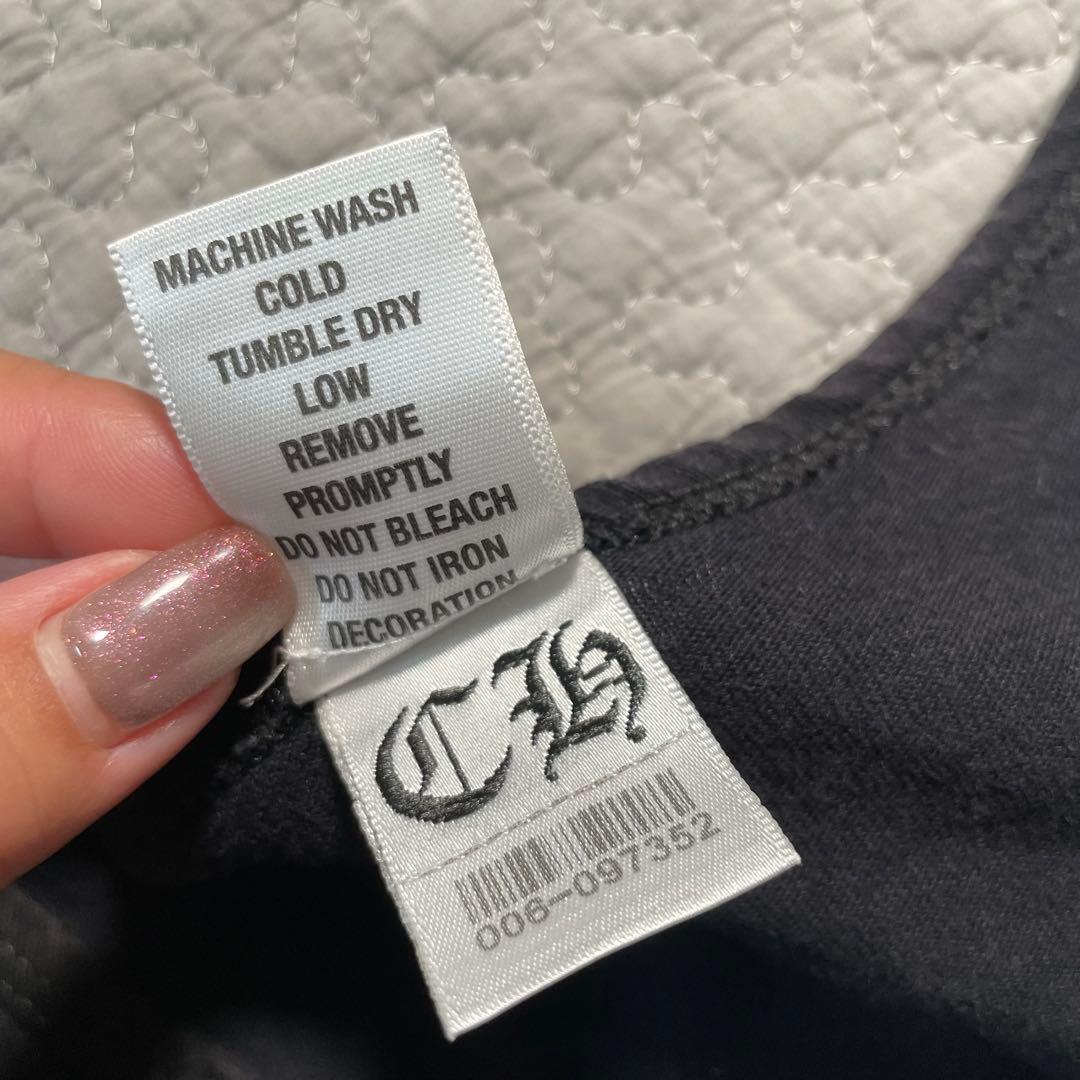 MACHINE WASH
COLD
TUMBLE DRY
LOW
REMOVE
PROMPTLY
DO NOT BLEACH
DO NOT IRON
DECORATION
CH
006-097352